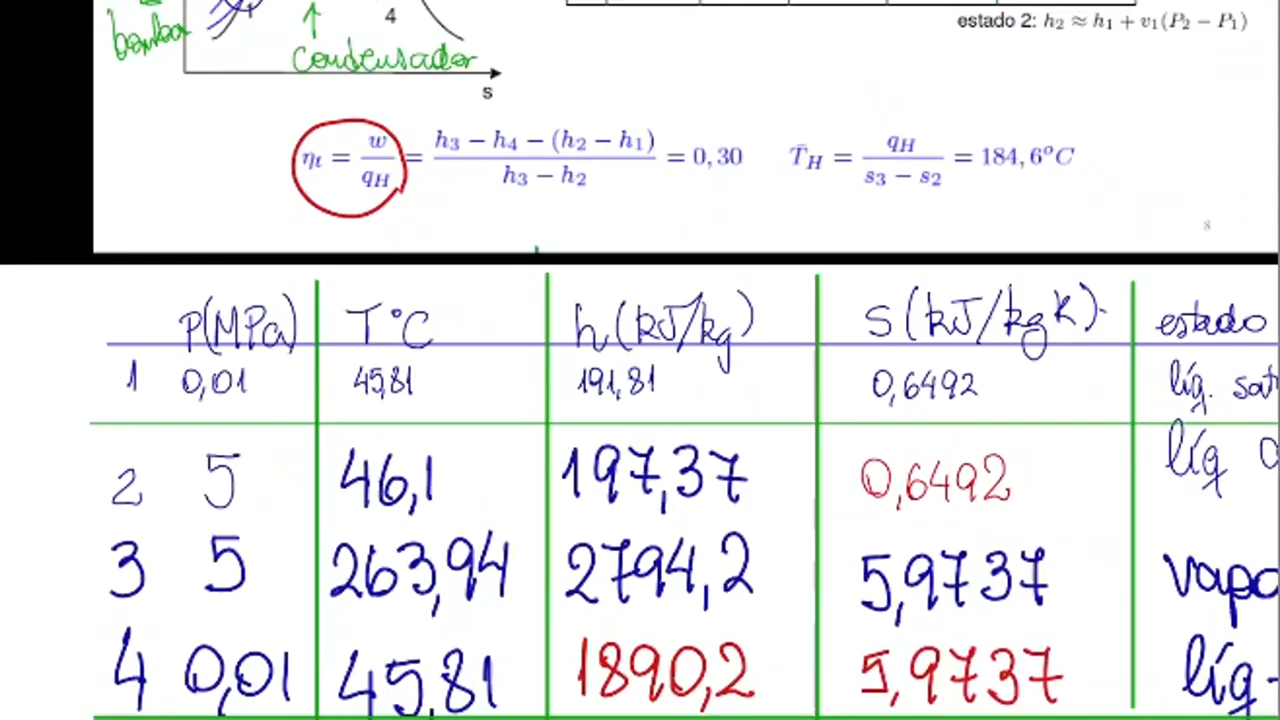 4
bomba
condensador
s
estado 2: h₂ ≈ h₁ + v₁(P₂ − P₁)
ηt = w/qH = (h₃ − h₄ − (h₂ − h₁))/(h₃ − h₂) = 0,30
T̄H = qH/(s₃ − s₂) = 184,6°C
8
P(MPa) T°C h(kJ/kg) S(kJ/kgK) estado
1 0,01 45,81 191,81 0,6492 líq. sat
2 5 46,1 197,37 0,6492 líq
3 5 263,94 2794,2 5,9737 vapo
4 0,01 45,81 1890,2 5,9737 líq-